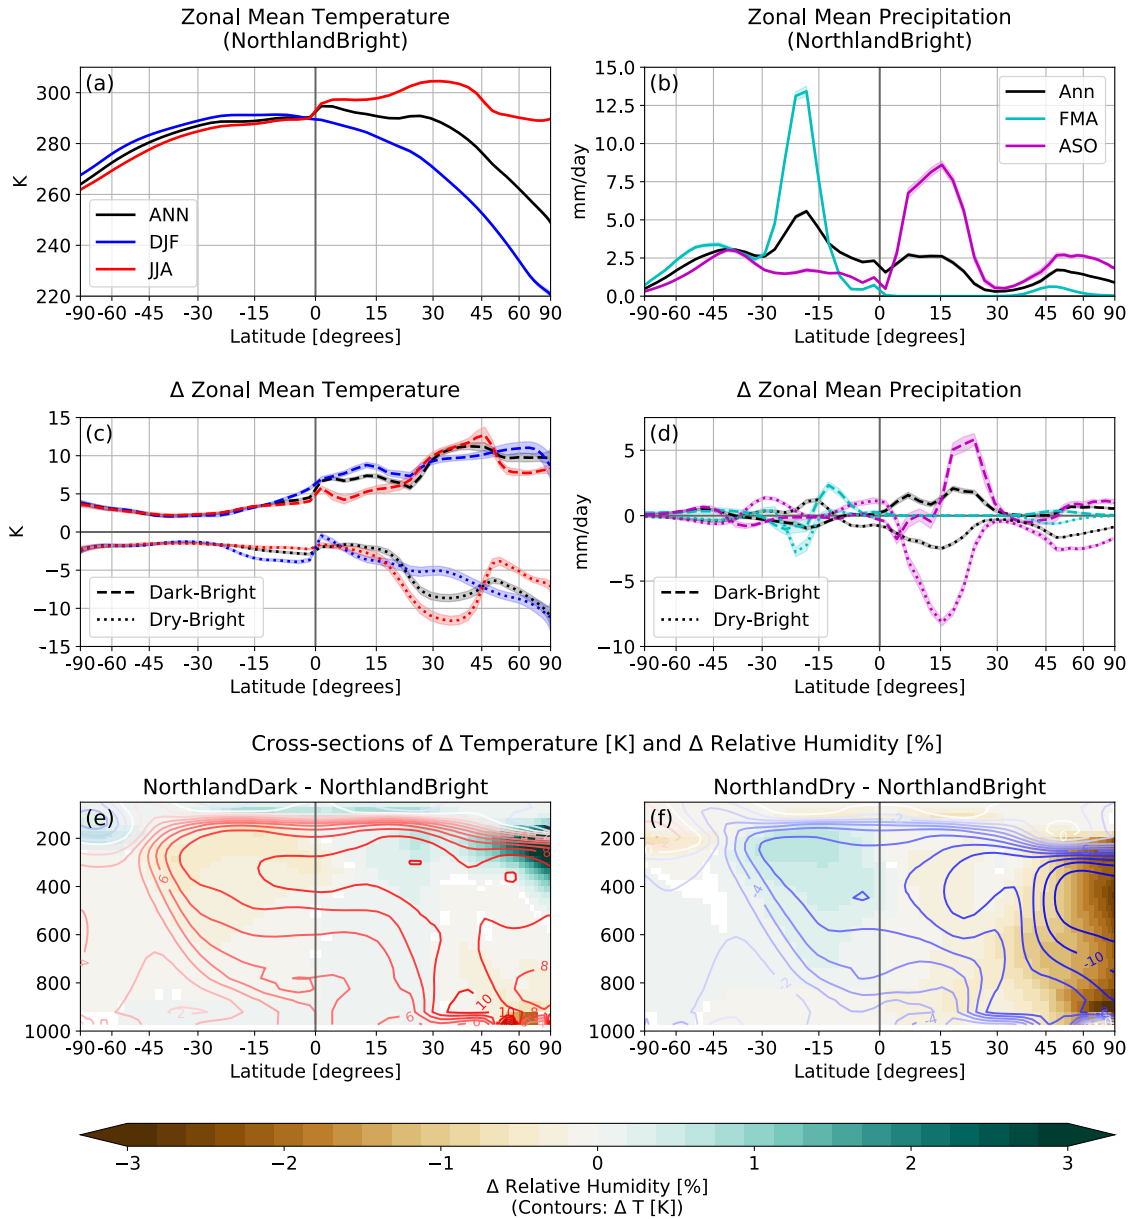 Zonal Mean Temperature
(NorthlandBright)
Zonal Mean Precipitation
(NorthlandBright)
(a)
300
280
260
240
220
K
ANN
DJF
JJA
-90 -60 -45 -15 0 15 30 45 60 90
Latitude [degrees]
(b)
15.0
12.5
10.0
7.5
5.0
2.5
0.0
mm/day
Ann
FMA
ASO
-90 -60 -45 -30 -15 0 15 30 45 60 90
Latitude [degrees]
Δ Zonal Mean Temperature
Δ Zonal Mean Precipitation
(c)
15
10
5
0
−5
−10
−15
K
Dark-Bright
Dry-Bright
-90 -60 -45 -15 0 15 30 45 60 90
Latitude [degrees]
(d)
5
0
−5
−10
mm/day
Dark-Bright
Dry-Bright
-90 -60 -45 -30 -15 0 15 30 45 60 90
Latitude [degrees]
Cross-sections of Δ Temperature [K] and Δ Relative Humidity [%]
NorthlandDark - NorthlandBright
NorthlandDry - NorthlandBright
(e)
200
400
600
800
1000
6
4
2
6
10
8
10
-90 -60 -45 -15 0 15 30 45 60 90
Latitude [degrees]
(f)
200
400
600
800
1000
-4
-2
-2
-4
-10
-90 -60 -45 -30 -15 0 15 30 45 60 90
Latitude [degrees]
−3 −2 −1 0 1 2 3
Δ Relative Humidity [%]
(Contours: Δ T [K])